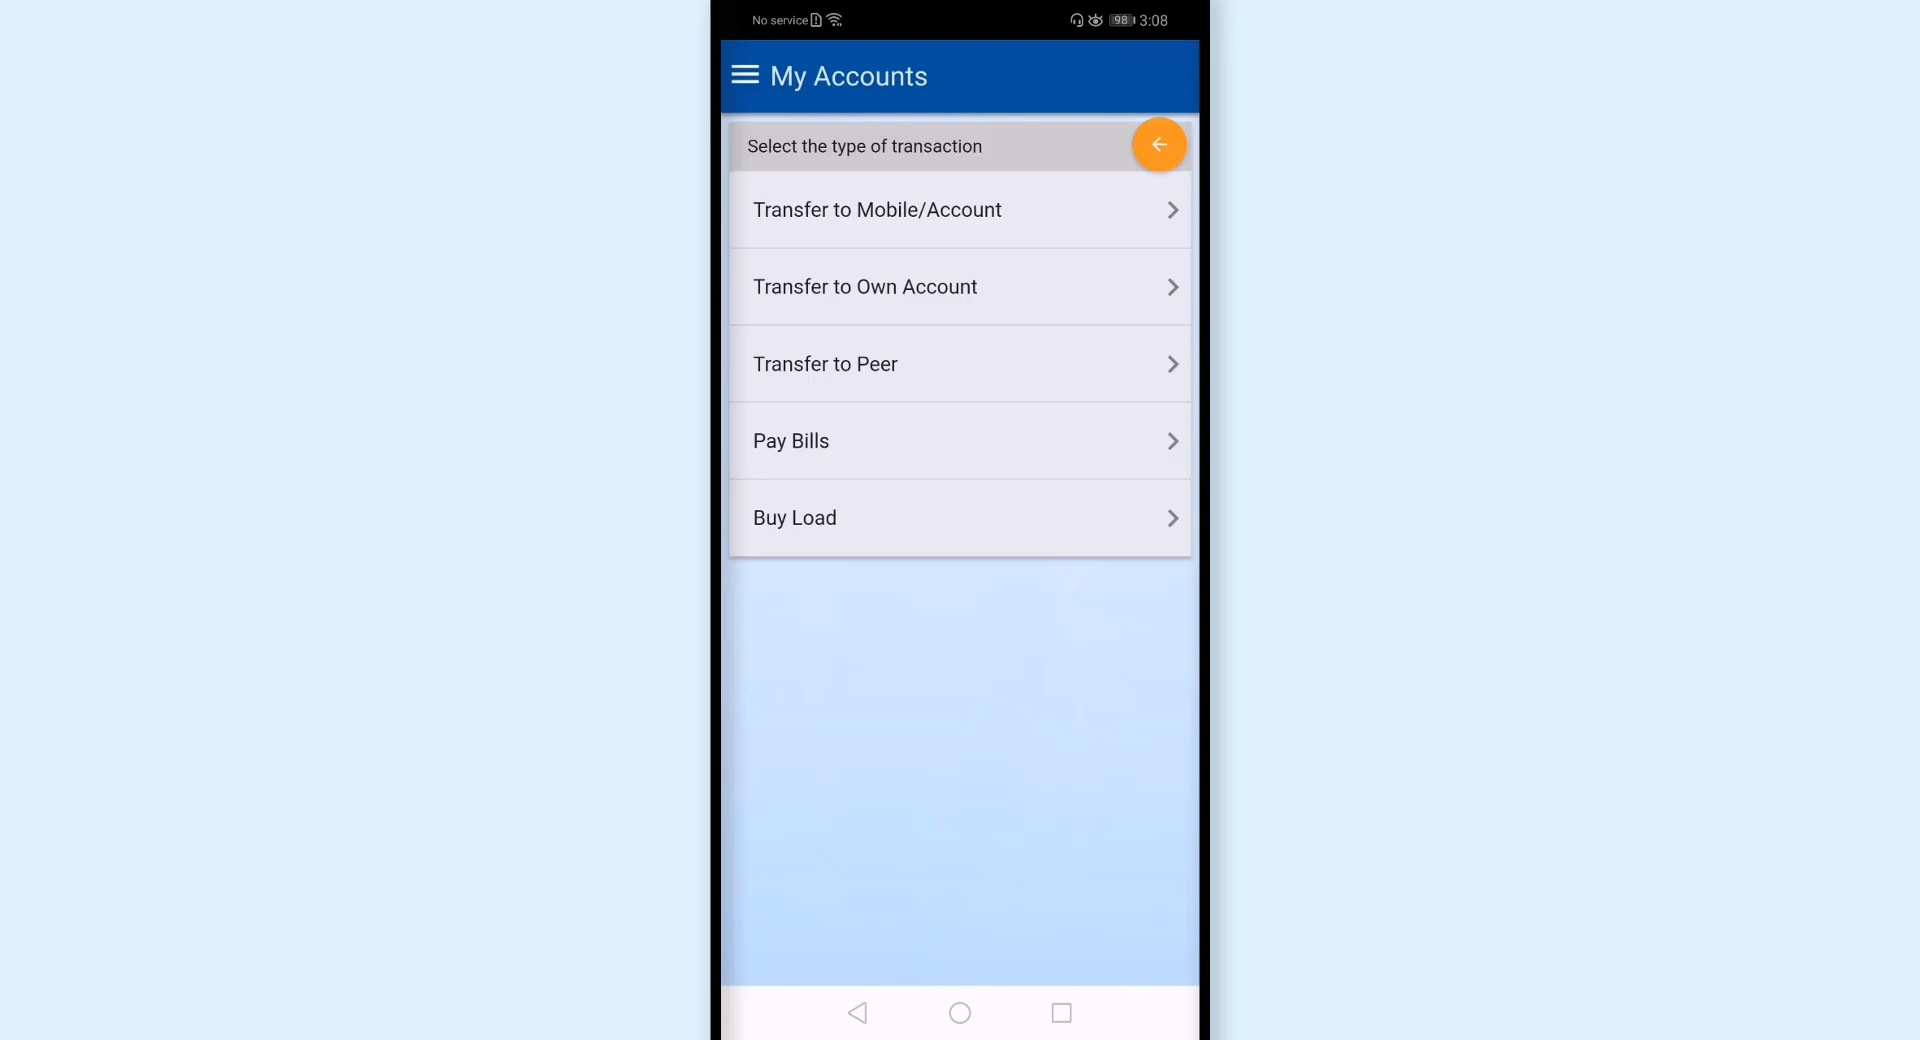 No service 98 3:08
My Accounts
Select the type of transaction
Transfer to Mobile/Account
Transfer to Own Account
Transfer to Peer
Pay Bills
Buy Load